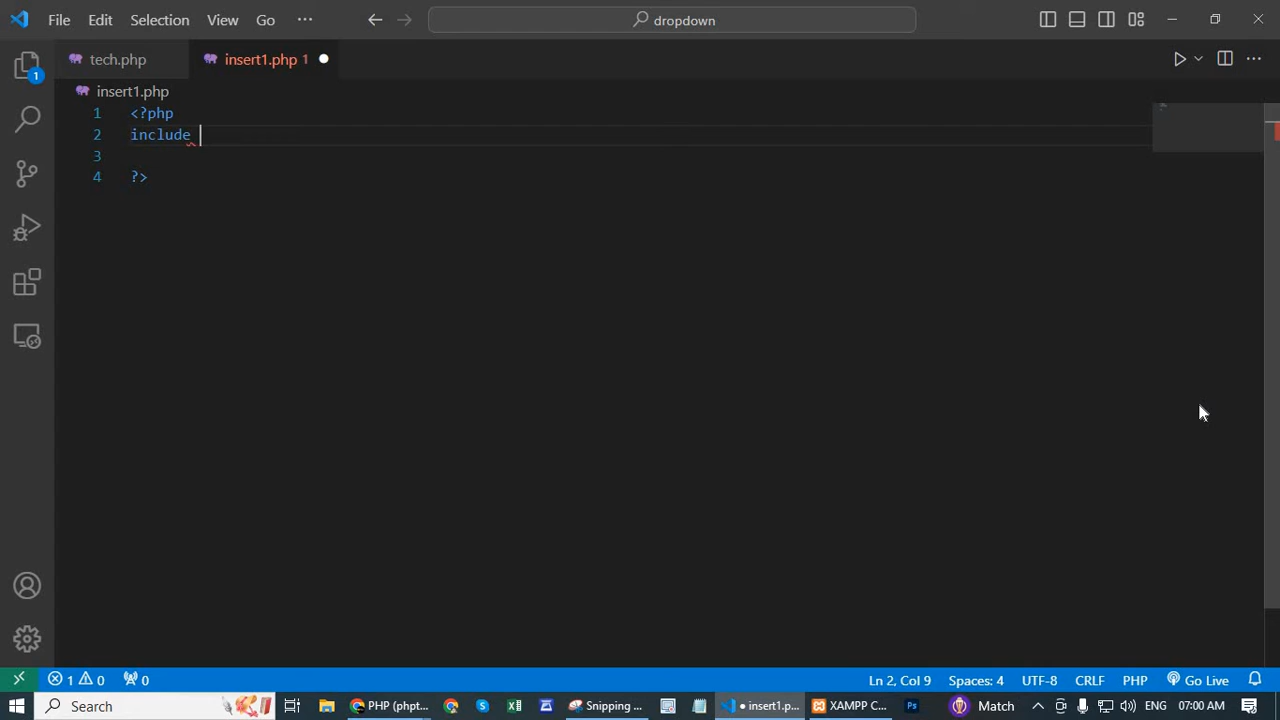 File Edit Selection View Go ··· dropdown
tech.php insert1.php 1
insert1.php
1 <?php
2 include
3
4 ?>
1
1 0 0 Ln 2, Col 9 Spaces: 4 UTF-8 CRLF PHP Go Live
Search PHP (phpt... Snipping ... insert1.p... XAMPP C... Ps Match ENG 07:00 AM